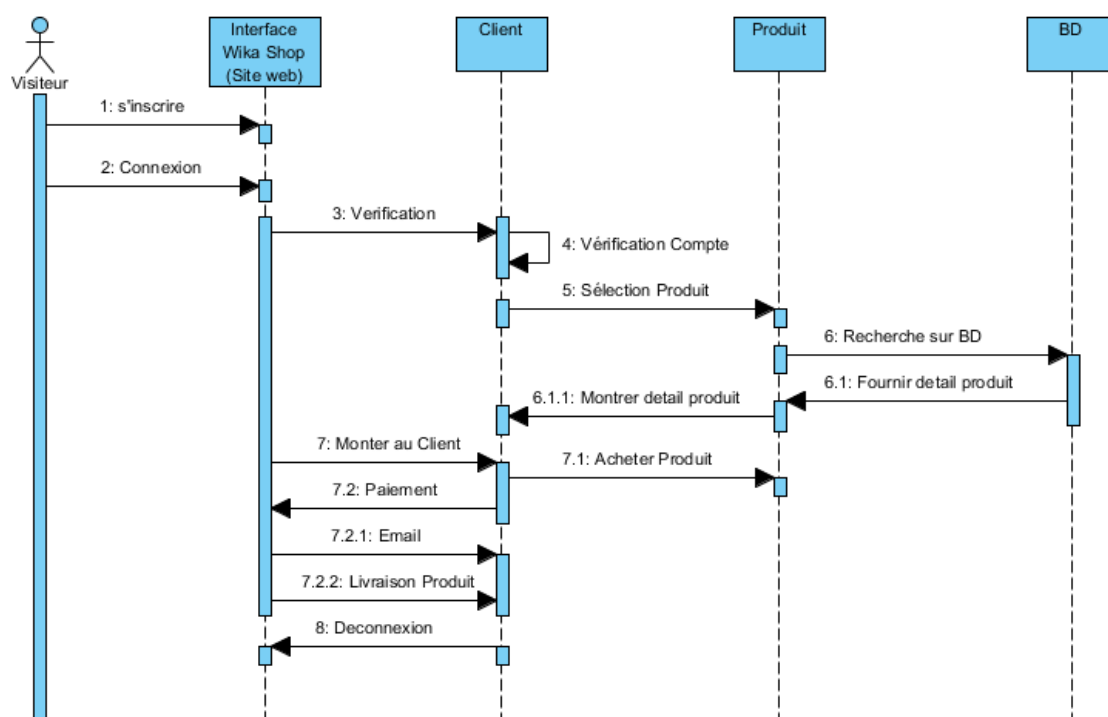 Visiteur
Interface
Wika Shop
(Site web)
Client
Produit
BD
1: s'inscrire
2: Connexion
3: Verification
4: Vérification Compte
5: Sélection Produit
6: Recherche sur BD
6.1: Fournir detail produit
6.1.1: Montrer detail produit
7: Monter au Client
7.1: Acheter Produit
7.2: Paiement
7.2.1: Email
7.2.2: Livraison Produit
8: Deconnexion